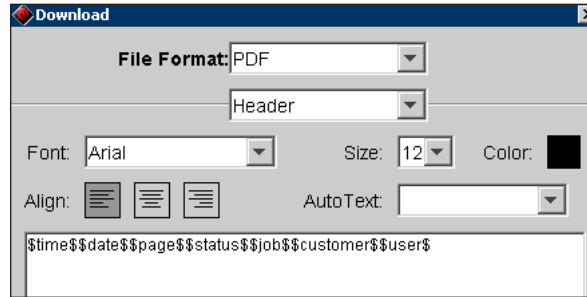 Download
File Format: PDF
Header
Font: Arial Size: 12 Color:
Align: AutoText:
$time$$date$$page$$status$$job$$customer$$user$